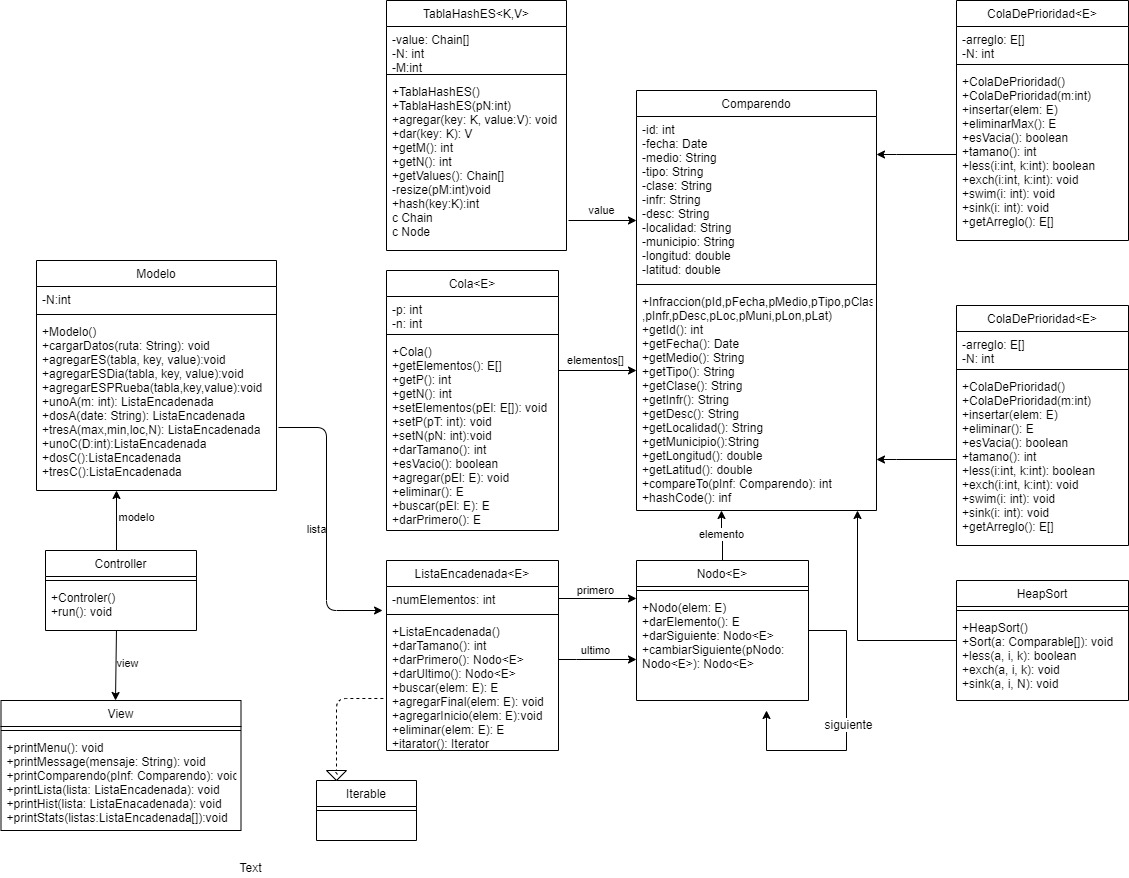 TablaHashES<K,V>
-value: Chain[]
-N: int
-M:int
+TablaHashES()
+TablaHashES(pN:int)
+agregar(key: K, value:V): void
+dar(key: K): V
+getM(): int
+getN(): int
+getValues(): Chain[]
-resize(pM:int)void
+hash(key:K):int
c Chain
c Node
value
Comparendo
-id: int
-fecha: Date
-medio: String
-tipo: String
-clase: String
-infr: String
-desc: String
-localidad: String
-municipio: String
-longitud: double
-latitud: double
+Infraccion(pId,pFecha,pMedio,pTipo,pClas
,pInfr,pDesc,pLoc,pMuni,pLon,pLat)
+getId(): int
+getFecha(): Date
+getMedio(): String
+getTipo(): String
+getClase(): String
+getInfr(): String
+getDesc(): String
+getLocalidad(): String
+getMunicipio():String
+getLongitud(): double
+getLatitud(): double
+compareTo(pInf: Comparendo): int
+hashCode(): inf
ColaDePrioridad<E>
-arreglo: E[]
-N: int
+ColaDePrioridad()
+ColaDePrioridad(m:int)
+insertar(elem: E)
+eliminarMax(): E
+esVacia(): boolean
+tamano(): int
+less(i:int, k:int): boolean
+exch(i:int, k:int): void
+swim(i: int): void
+sink(i: int): void
+getArreglo(): E[]
Modelo
-N:int
+Modelo()
+cargarDatos(ruta: String): void
+agregarES(tabla, key, value):void
+agregarESDia(tabla, key, value):void
+agregarESPRueba(tabla,key,value):void
+unoA(m: int): ListaEncadenada
+dosA(date: String): ListaEncadenada
+tresA(max,min,loc,N): ListaEncadenada
+unoC(D:int):ListaEncadenada
+dosC():ListaEncadenada
+tresC():ListaEncadenada
Cola<E>
-p: int
-n: int
+Cola()
+getElementos(): E[]
+getP(): int
+getN(): int
+setElementos(pEl: E[]): void
+setP(pT: int): void
+setN(pN: int):void
+darTamano(): int
+esVacio(): boolean
+agregar(pEl: E): void
+eliminar(): E
+buscar(pEl: E): E
+darPrimero(): E
elementos[]
ColaDePrioridad<E>
-arreglo: E[]
-N: int
+ColaDePrioridad()
+ColaDePrioridad(m:int)
+insertar(elem: E)
+eliminar(): E
+esVacia(): boolean
+tamano(): int
+less(i:int, k:int): boolean
+exch(i:int, k:int): void
+swim(i: int): void
+sink(i: int): void
+getArreglo(): E[]
modelo
lista
elemento
Controller
+Controler()
+run(): void
view
ListaEncadenada<E>
-numElementos: int
+ListaEncadenada()
+darTamano(): int
+darPrimero(): Nodo<E>
+darUltimo(): Nodo<E>
+buscar(elem: E): E
+agregarFinal(elem: E): void
+agregarInicio(elem: E):void
+eliminar(elem: E): E
+itarator(): Iterator
primero
ultimo
Nodo<E>
+Nodo(elem: E)
+darElemento(): E
+darSiguiente: Nodo<E>
+cambiarSiguiente(pNodo:
Nodo<E>): Nodo<E>
siguiente
HeapSort
+HeapSort()
+Sort(a: Comparable[]): void
+less(a, i, k): boolean
+exch(a, i, k): void
+sink(a, i, N): void
View
+printMenu(): void
+printMessage(mensaje: String): void
+printComparendo(pInf: Comparendo): void
+printLista(lista: ListaEncadenada): void
+printHist(lista: ListaEnacadenada): void
+printStats(listas:ListaEncadenada[]):void
Iterable
Text